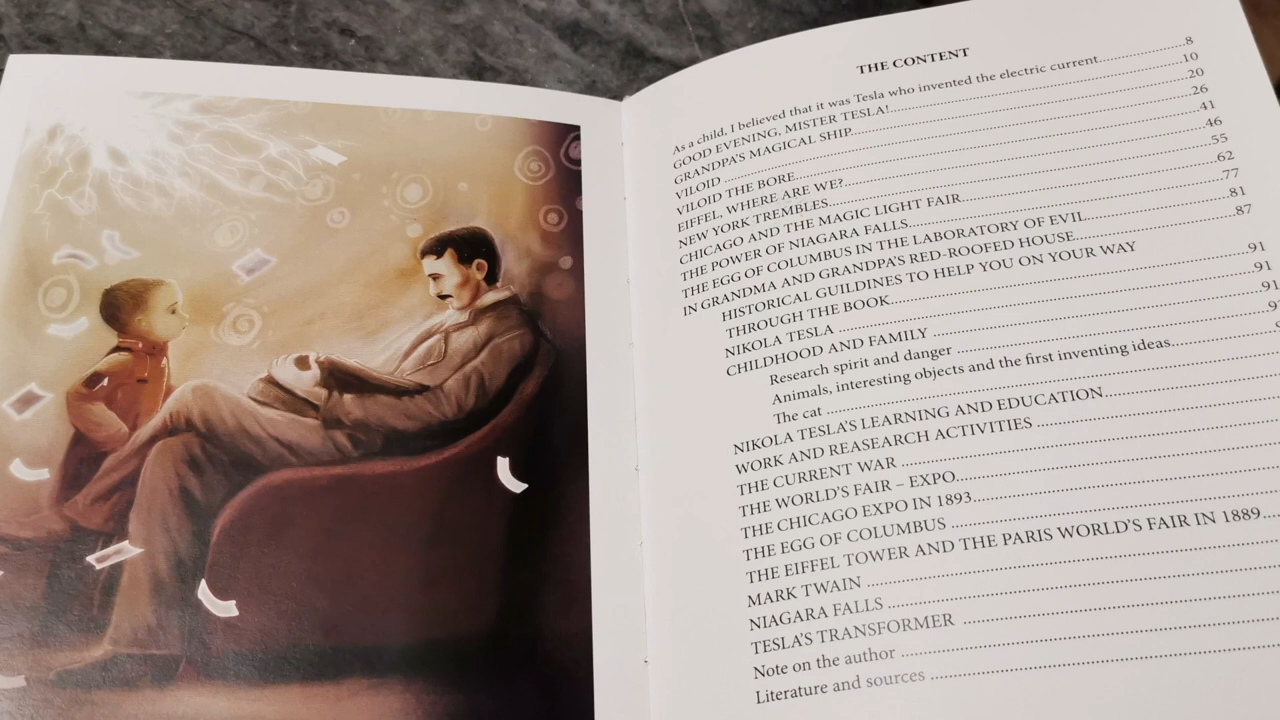 THE CONTENT
As a child, I believed that it was Tesla who invented the electric current 8
GOOD EVENING, MISTER TESLA! 10
GRANDPA'S MAGICAL SHIP 20
VILOID 26
VILOID THE BORE 41
EIFFEL, WHERE ARE WE? 46
NEW YORK TREMBLES 55
CHICAGO AND THE MAGIC LIGHT FAIR 62
THE POWER OF NIAGARA FALLS 77
THE EGG OF COLUMBUS IN THE LABORATORY OF EVIL 81
IN GRANDMA AND GRANDPA'S RED-ROOFED HOUSE 87
HISTORICAL GUILDINES TO HELP YOU ON YOUR WAY
THROUGH THE BOOK 91
NIKOLA TESLA 91
CHILDHOOD AND FAMILY 91
Research spirit and danger
Animals, interesting objects and the first inventing ideas
The cat
NIKOLA TESLA'S LEARNING AND EDUCATION
WORK AND REASEARCH ACTIVITIES
THE CURRENT WAR
THE WORLD'S FAIR – EXPO
THE CHICAGO EXPO IN 1893
THE EGG OF COLUMBUS
THE EIFFEL TOWER AND THE PARIS WORLD'S FAIR IN 1889
MARK TWAIN
NIAGARA FALLS
TESLA'S TRANSFORMER
Note on the author
Literature and sources